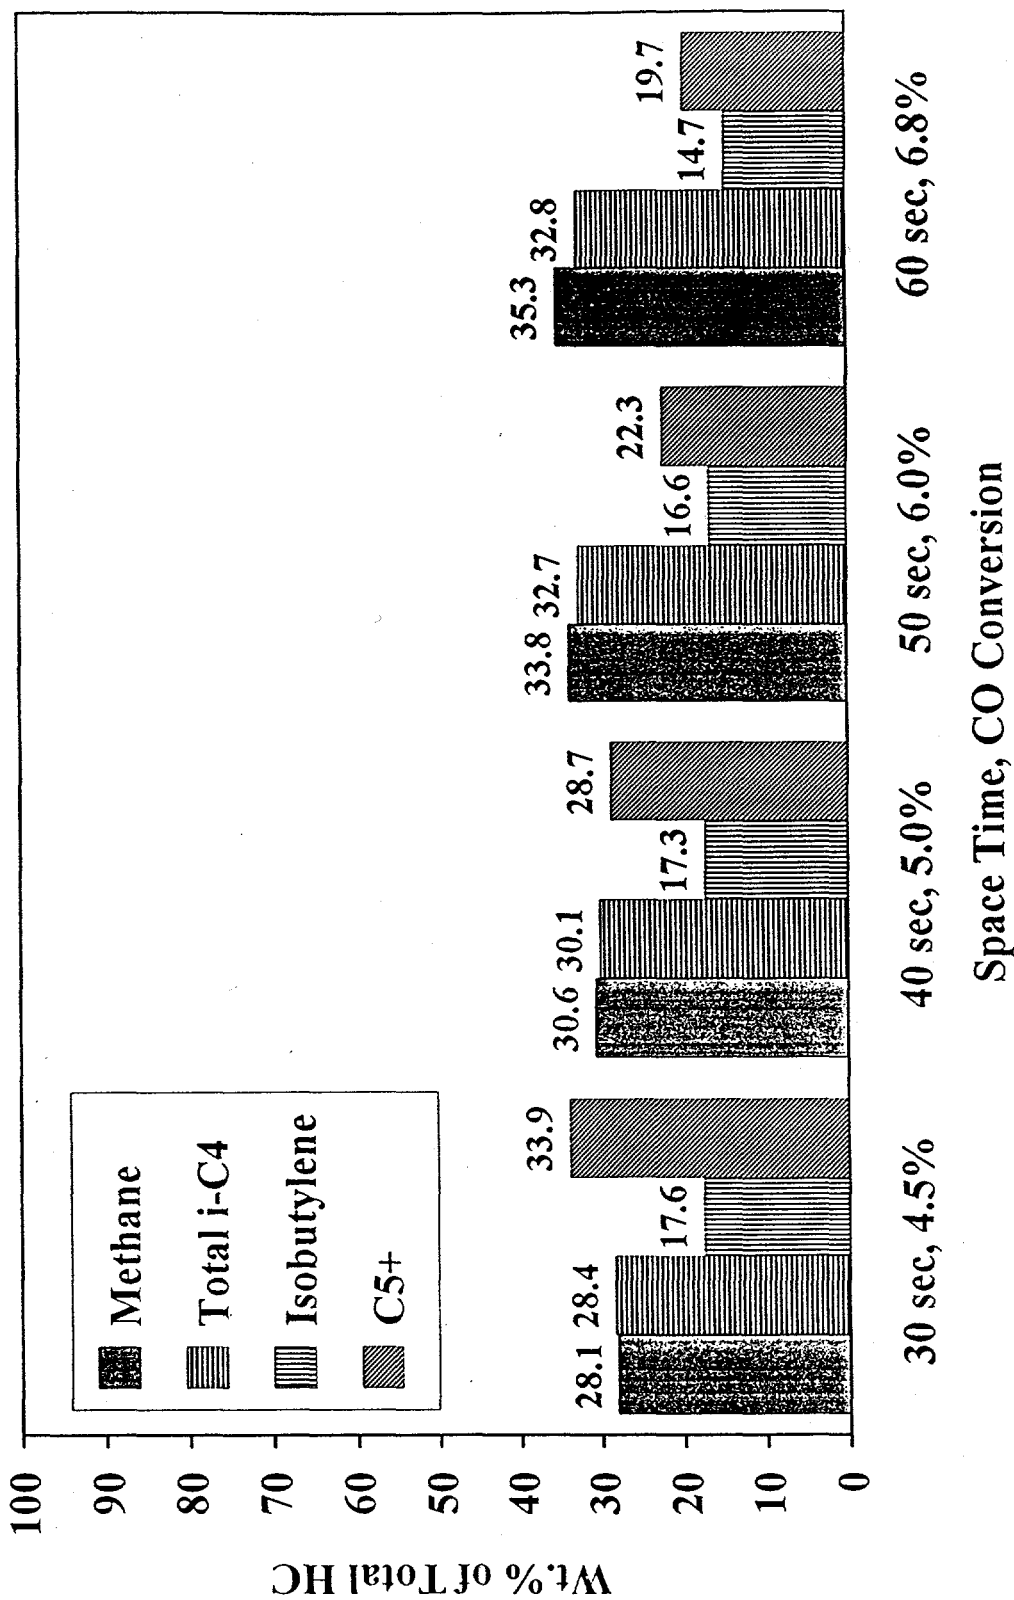 Wt.% of Total HC
100
90
80
70
60
50
40
30
20
10
0
Methane
Total i-C4
Isobutylene
C5+
28.1
28.4
17.6
33.9
30.6
30.1
17.3
28.7
33.8
32.7
16.6
22.3
35.3
32.8
14.7
19.7
30 sec, 4.5%
40 sec, 5.0%
50 sec, 6.0%
60 sec, 6.8%
Space Time, CO Conversion